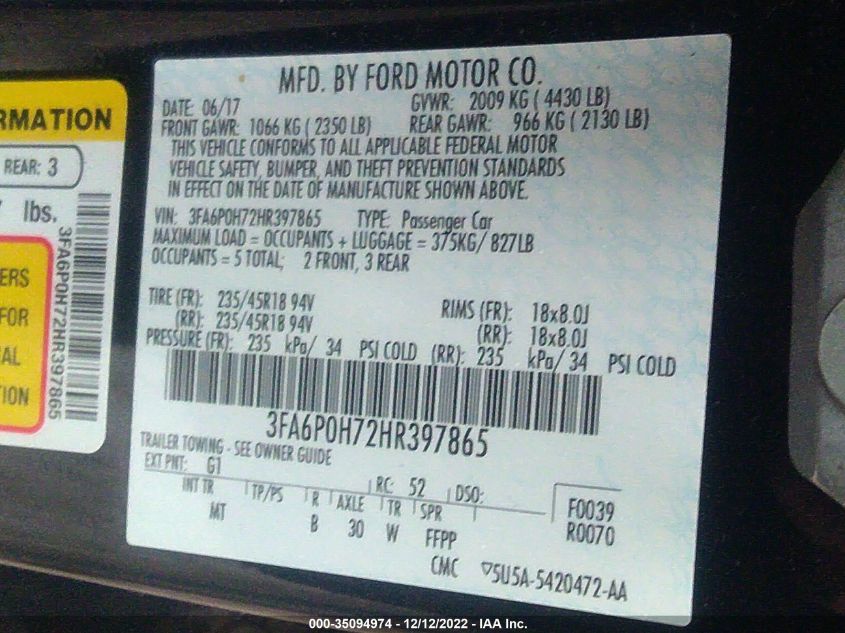 MFD. BY FORD MOTOR CO.
DATE: 06/17 GVWR: 2009 KG ( 4430 LB)
FRONT GAWR: 1066 KG ( 2350 LB) REAR GAWR: 966 KG ( 2130 LB)
THIS VEHICLE CONFORMS TO ALL APPLICABLE FEDERAL MOTOR
VEHICLE SAFETY, BUMPER, AND THEFT PREVENTION STANDARDS
IN EFFECT ON THE DATE OF MANUFACTURE SHOWN ABOVE.
VIN: 3FA6P0H72HR397865 TYPE: Passenger Car
MAXIMUM LOAD = OCCUPANTS + LUGGAGE = 375KG/ 827LB
OCCUPANTS = 5 TOTAL; 2 FRONT, 3 REAR
TIRE (FR): 235/45R18 94V RIMS (FR): 18x8.0J
(RR): 235/45R18 94V (RR): 18x8.0J
PRESSURE (FR): 235 kPa/ 34 PSI COLD (RR): 235 kPa/ 34 PSI COLD
3FA6P0H72HR397865
TRAILER TOWING - SEE OWNER GUIDE
EXT PNT: G1 RC: 52 DSO: F0039
INT TR TP/PS R AXLE TR SPR R0070
MT B 30 W FFPP
CMC ▽5U5A-5420472-AA
RMATION
REAR: 3
lbs.
3FA6P0H72HR397865
ERS
FOR
AL
ION
000-35094974 - 12/12/2022 - IAA Inc.